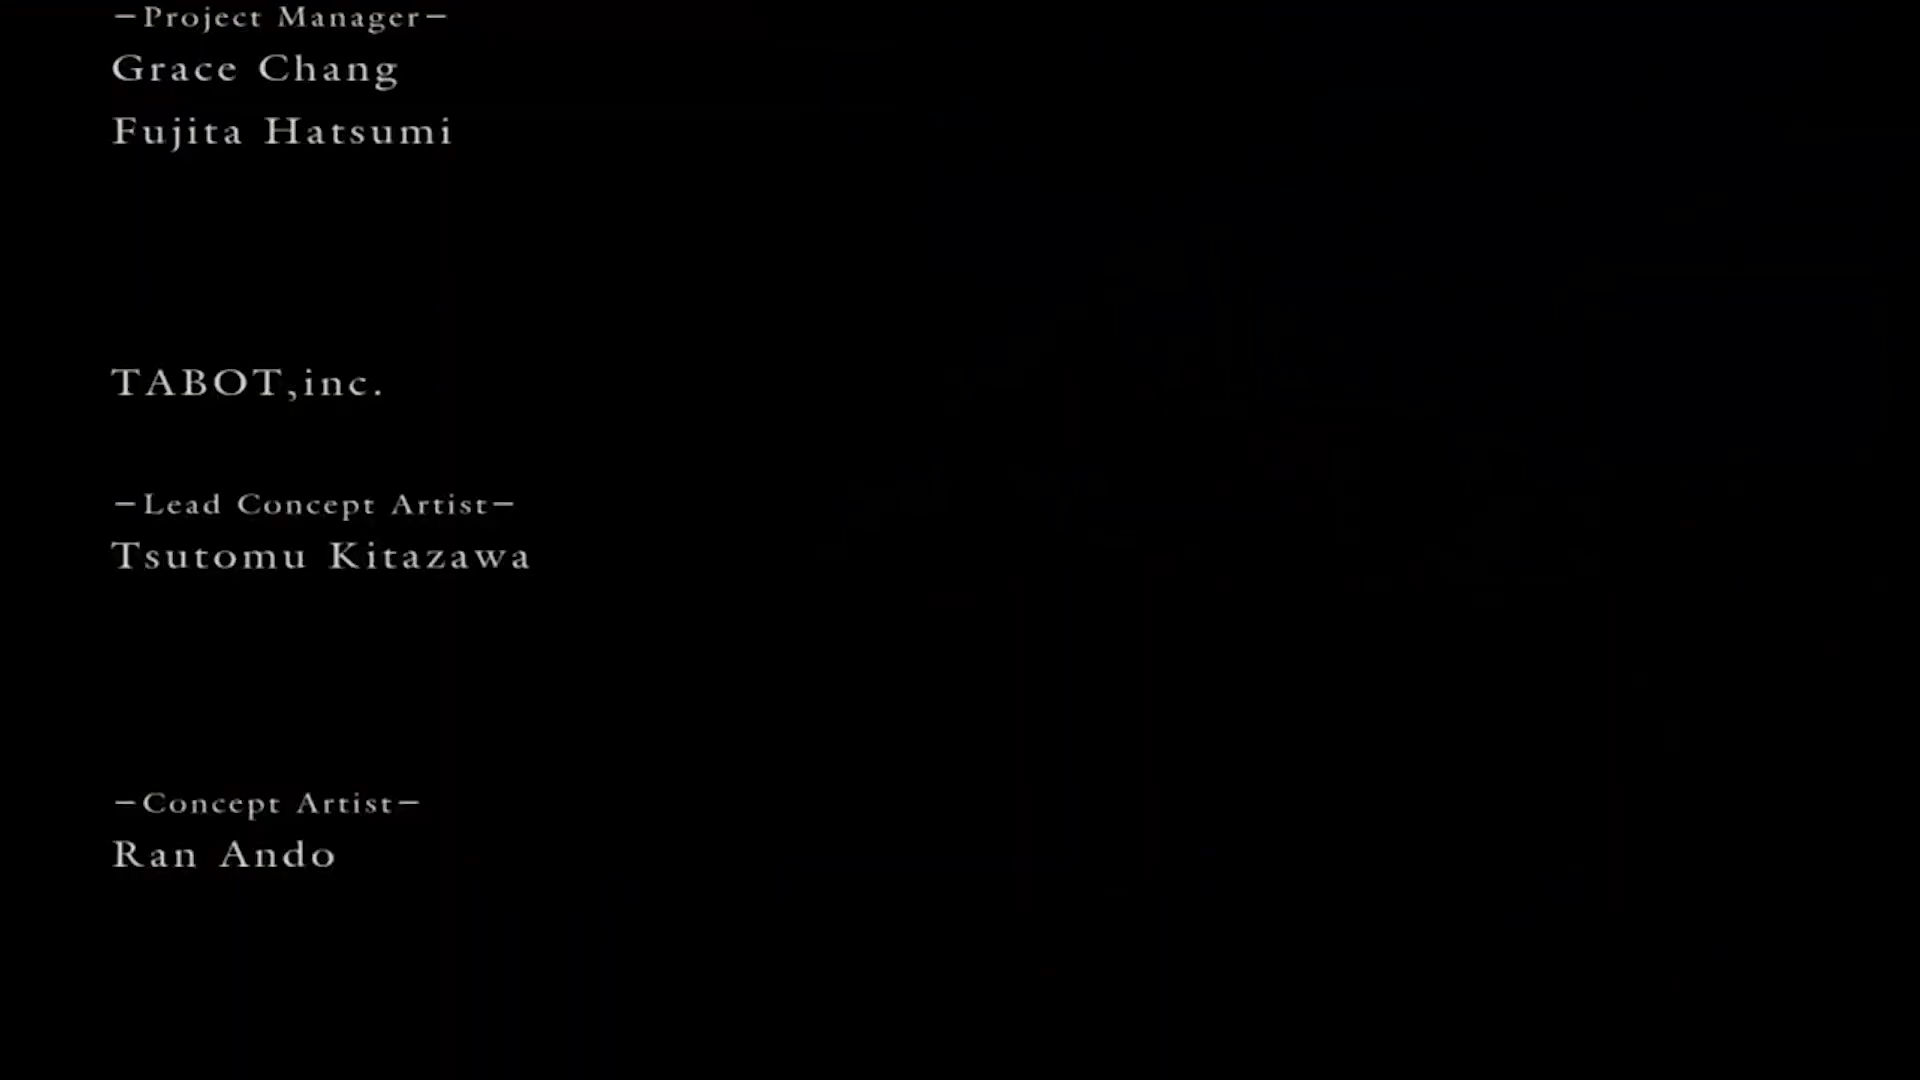 —Project Manager—
Grace Chang
Fujita Hatsumi
TABOT,inc.
—Lead Concept Artist—
Tsutomu Kitazawa
—Concept Artist—
Ran Ando